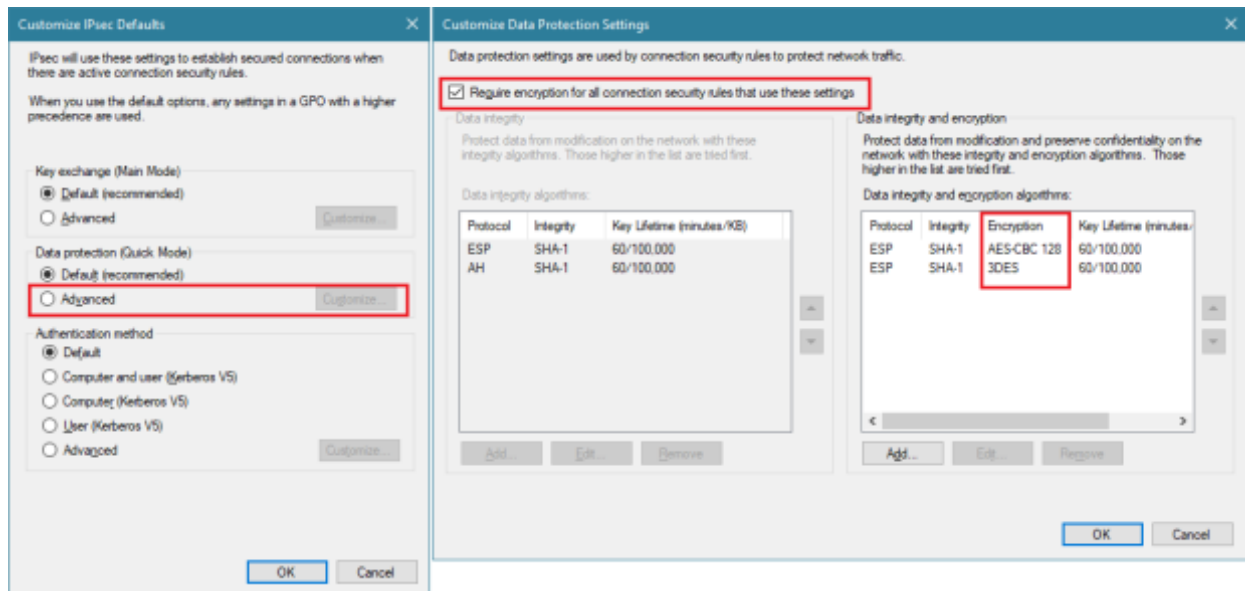 Customize IPsec Defaults
IPsec will use these settings to establish secured connections when
there are active connection security rules.
When you use the default options, any settings in a GPO with a higher
precedence are used.
Key exchange (Main Mode)
Default (recommended)
Advanced
Customize...
Data protection (Quick Mode)
Default (recommended)
Advanced
Customize...
Authentication method
Default
Computer and user (Kerberos V5)
Computer (Kerberos V5)
User (Kerberos V5)
Advanced
Customize...
OK
Cancel
Customize Data Protection Settings
Data protection settings are used by connection security rules to protect network traffic.
Require encryption for all connection security rules that use these settings
Data integrity
Protect data from modification on the network with these
integrity algorithms. Those higher in the list are tried first.
Data integrity algorithms:
Protocol Integrity Key Lifetime (minutes/KB)
ESP SHA-1 60/100,000
AH SHA-1 60/100,000
Add... Edit... Remove
Data integrity and encryption
Protect data from modification and preserve confidentiality on the
network with these integrity and encryption algorithms. Those
higher in the list are tried first.
Data integrity and encryption algorithms:
Protocol Integrity Encryption Key Lifetime (minutes/
ESP SHA-1 AES-CBC 128 60/100,000
ESP SHA-1 3DES 60/100,000
Add... Edit... Remove
OK
Cancel